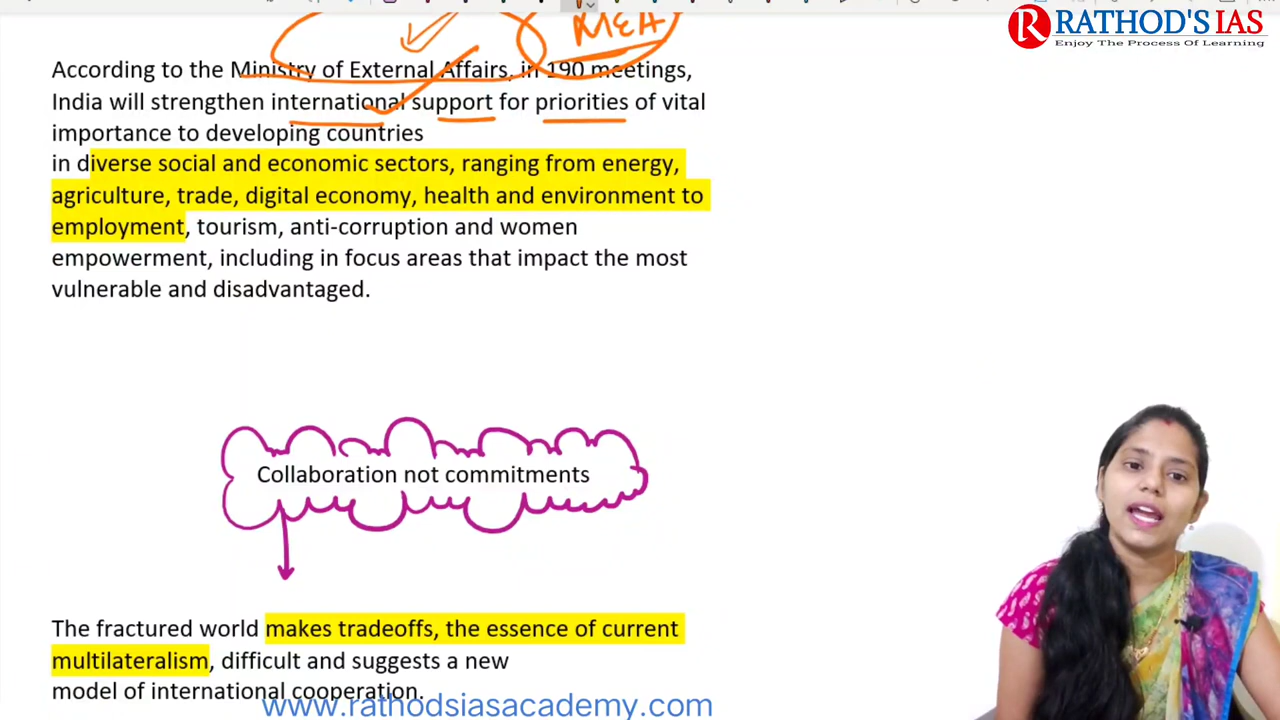 MEA
RATHOD'S IAS
Enjoy The Process Of Learning
According to the Ministry of External Affairs, in 190 meetings,
India will strengthen international support for priorities of vital
importance to developing countries
in diverse social and economic sectors, ranging from energy,
agriculture, trade, digital economy, health and environment to
employment, tourism, anti-corruption and women
empowerment, including in focus areas that impact the most
vulnerable and disadvantaged.
Collaboration not commitments
The fractured world makes tradeoffs, the essence of current
multilateralism, difficult and suggests a new
model of international cooperation.
www.rathodsiasacademy.com